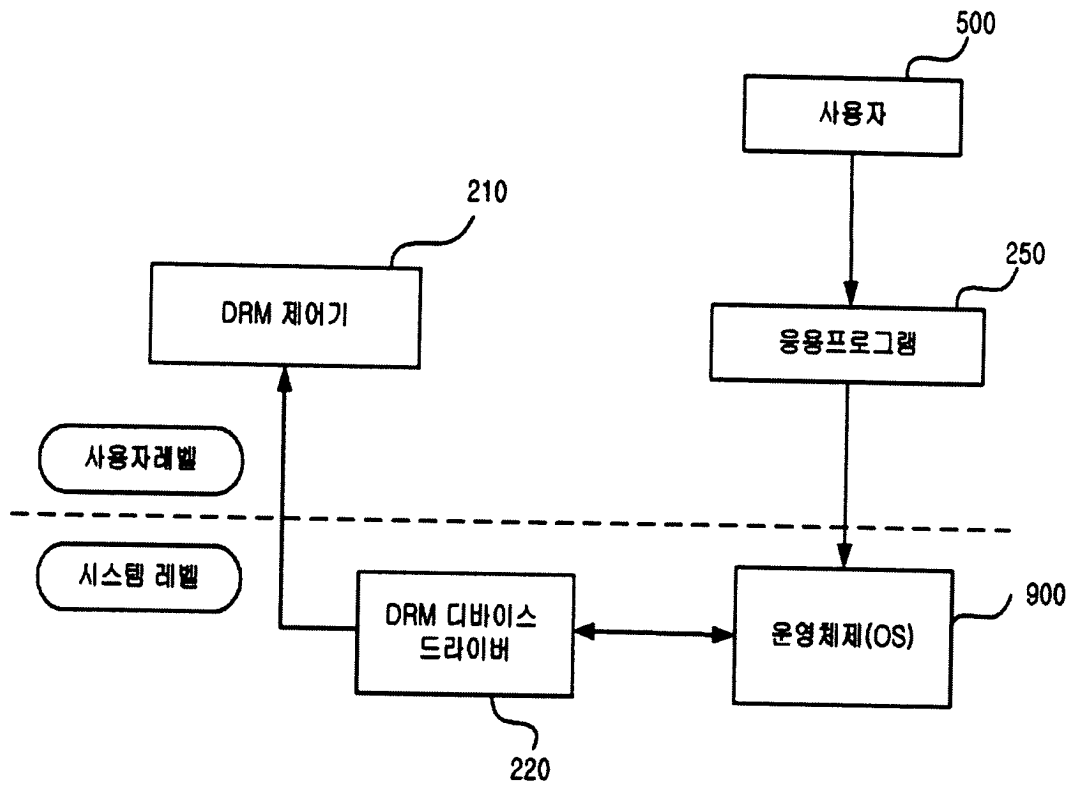 500
사용자
210
250
DRM 제어기
응용프로그램
사용자레벨
시스템 레벨
DRM 디바이스
드라이버
운영체제(OS)
900
220